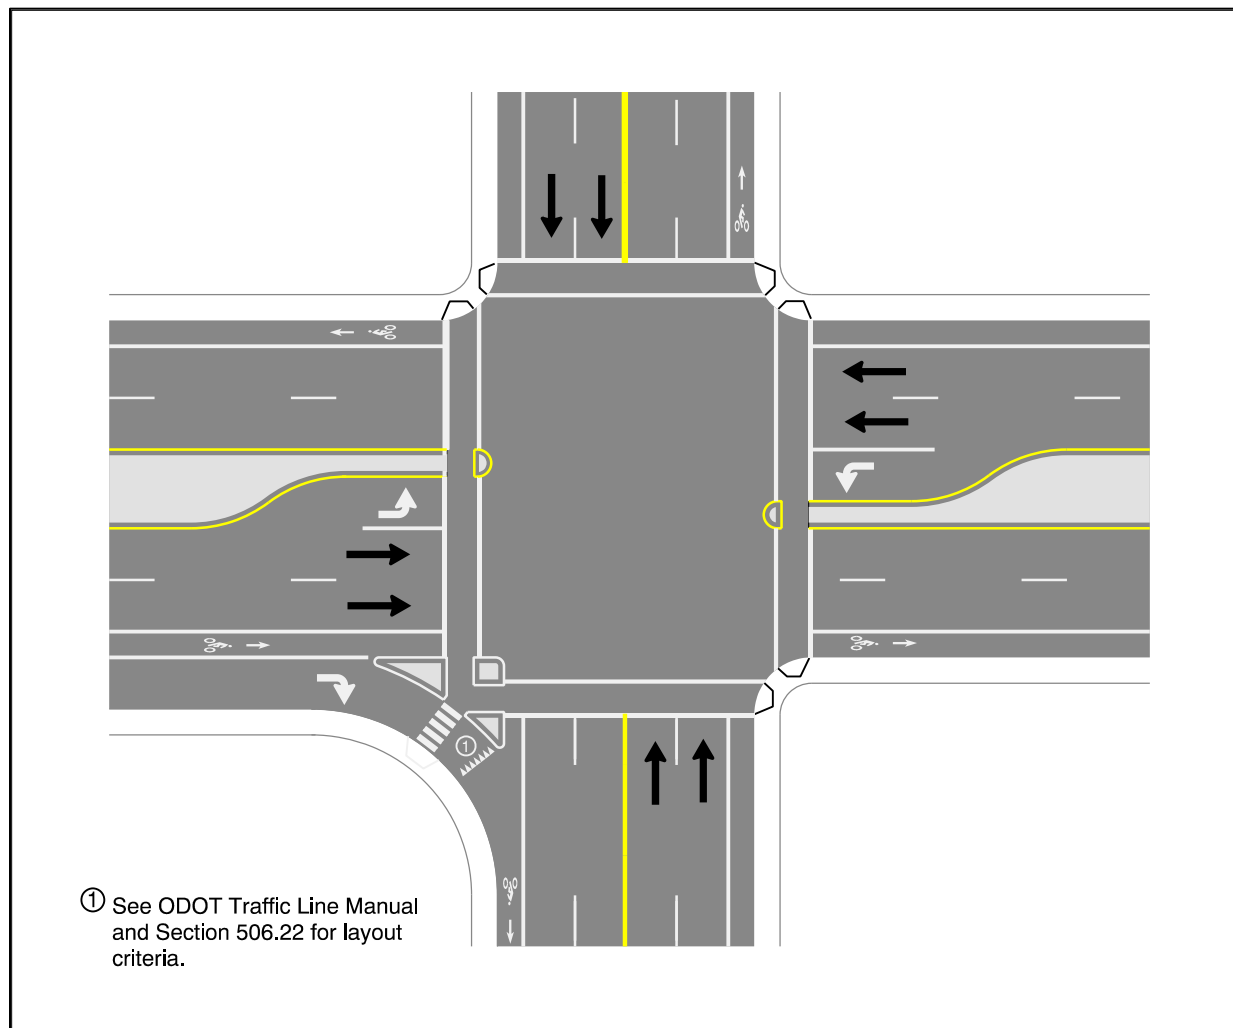 ①
① See ODOT Traffic Line Manual
and Section 506.22 for layout
criteria.